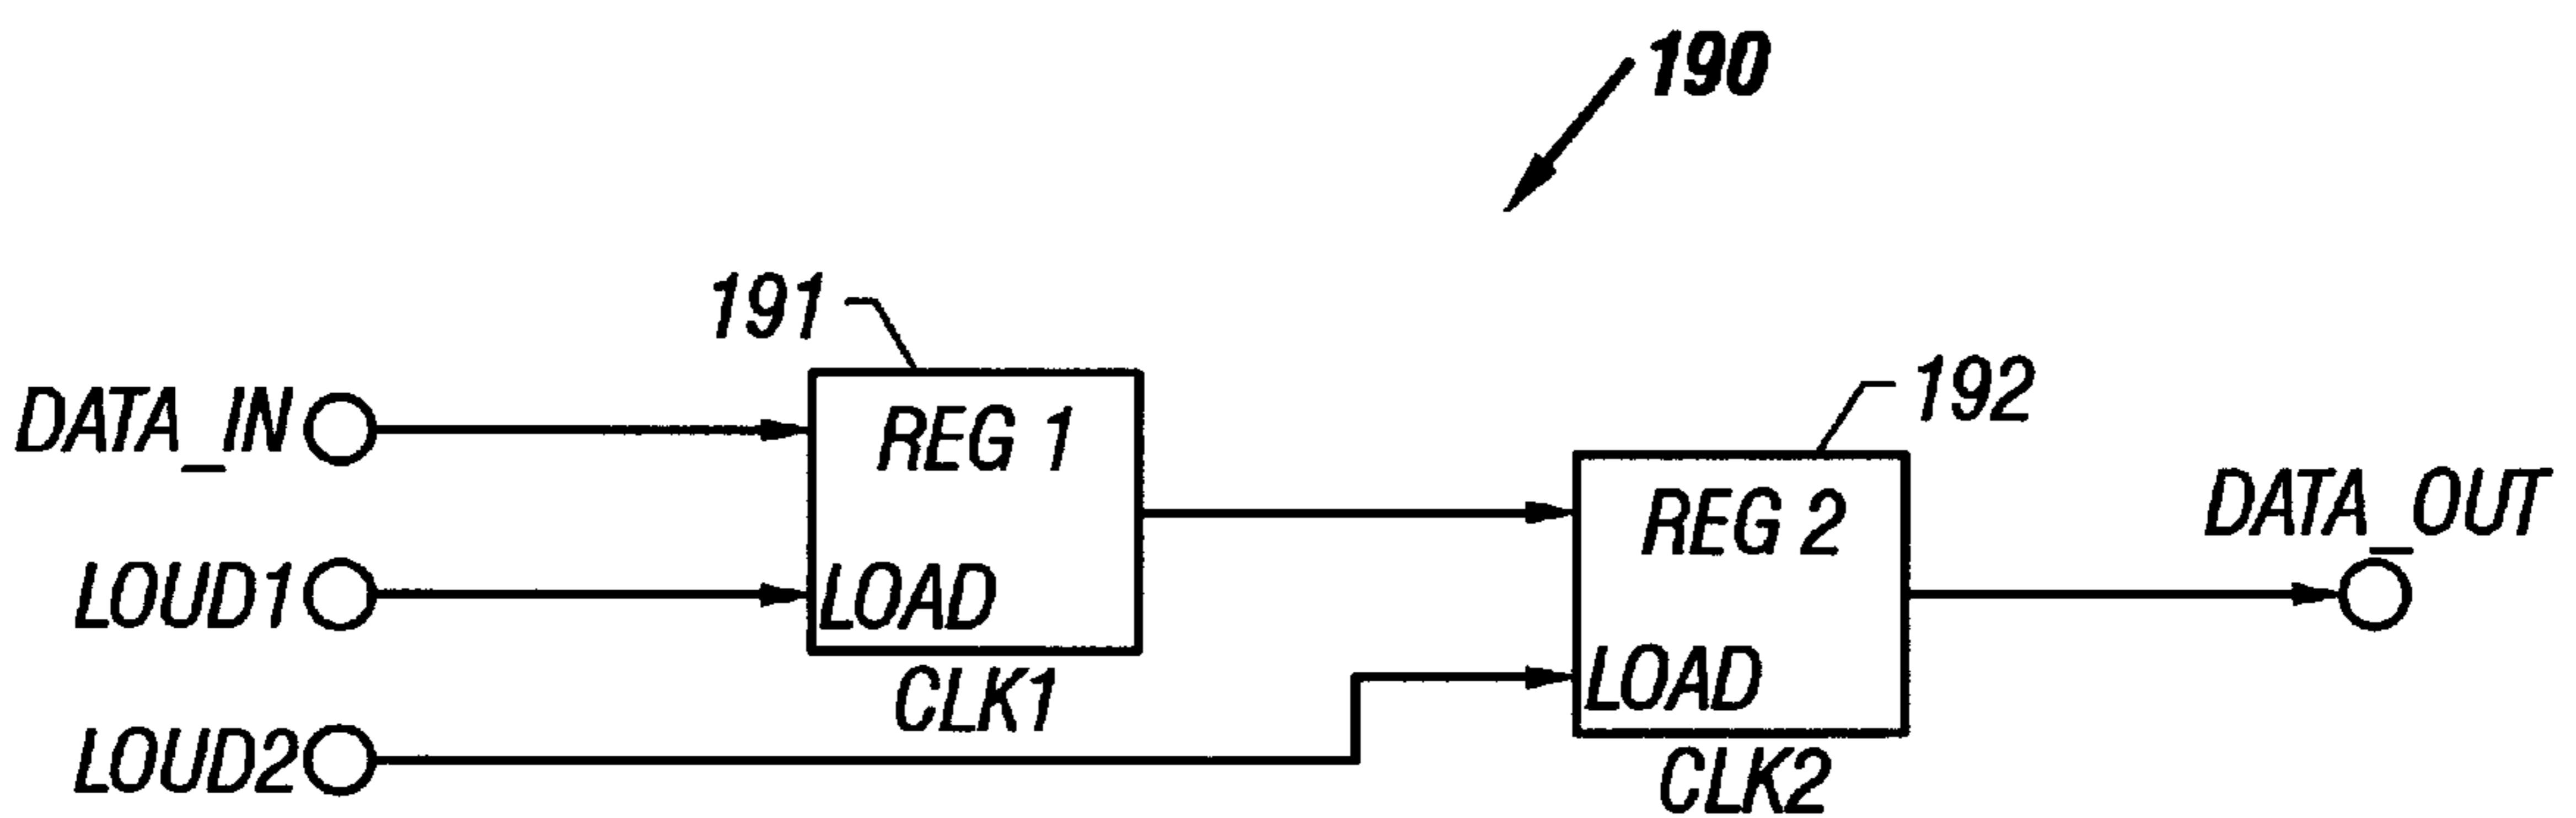 190
191
192
DATA_IN
REG 1
DATA_OUT
REG 2
LOUD1
LOAD
LOAD
CLK1
LOUD2
CLK2